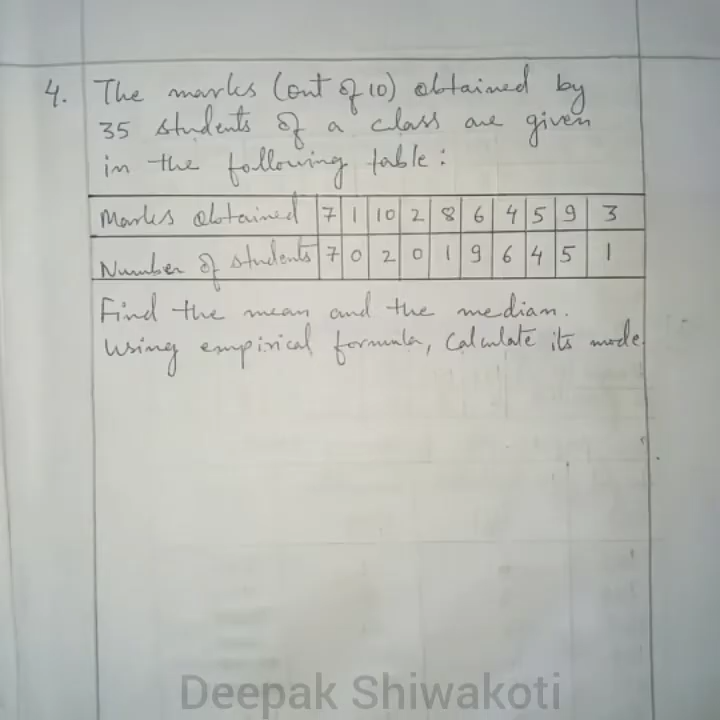 4. The marks (out of 10) obtained by
35 students of a class are given
in the following table:
Marks obtained 7 1 10 2 8 6 4 5 9 3
Number of students 7 0 2 0 1 9 6 4 5 1
Find the mean and the median.
Using empirical formula, Calculate its mode.
Deepak Shiwakoti